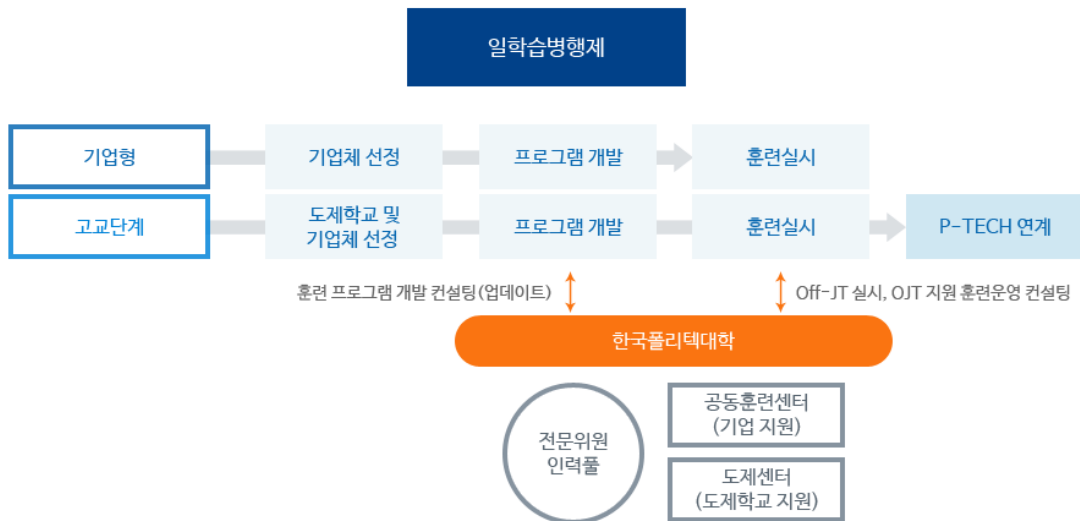 일학습병행제
기업형
기업체 선정
프로그램 개발
훈련실시
고교단계
도제학교 및
기업체 선정
프로그램 개발
훈련실시
P-TECH 연계
훈련 프로그램 개발 컨설팅(업데이트)
Off-JT 실시, OJT 지원 훈련운영 컨설팅
한국폴리텍대학
전문위원
인력풀
공동훈련센터
(기업 지원)
도제센터
(도제학교 지원)